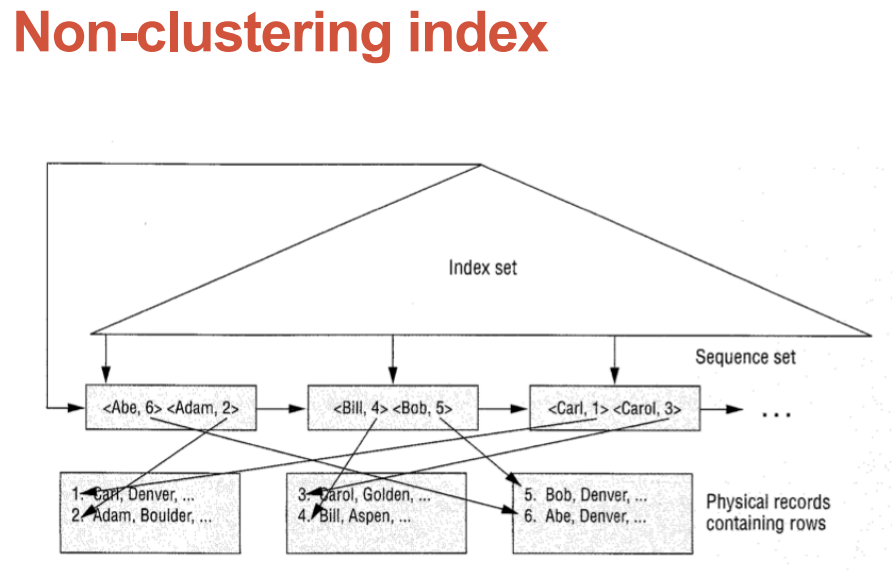 Non-clustering index
Index set
Sequence set
<Abe, 6> <Adam, 2>
<Bill, 4> <Bob, 5>
<Carl, 1> <Carol, 3>
...
1. Carl, Denver, ...
2. Adam, Boulder, ...
3. Carol, Golden, ...
4. Bill, Aspen, ...
5. Bob, Denver, ...
6. Abe, Denver, ...
Physical records
containing rows